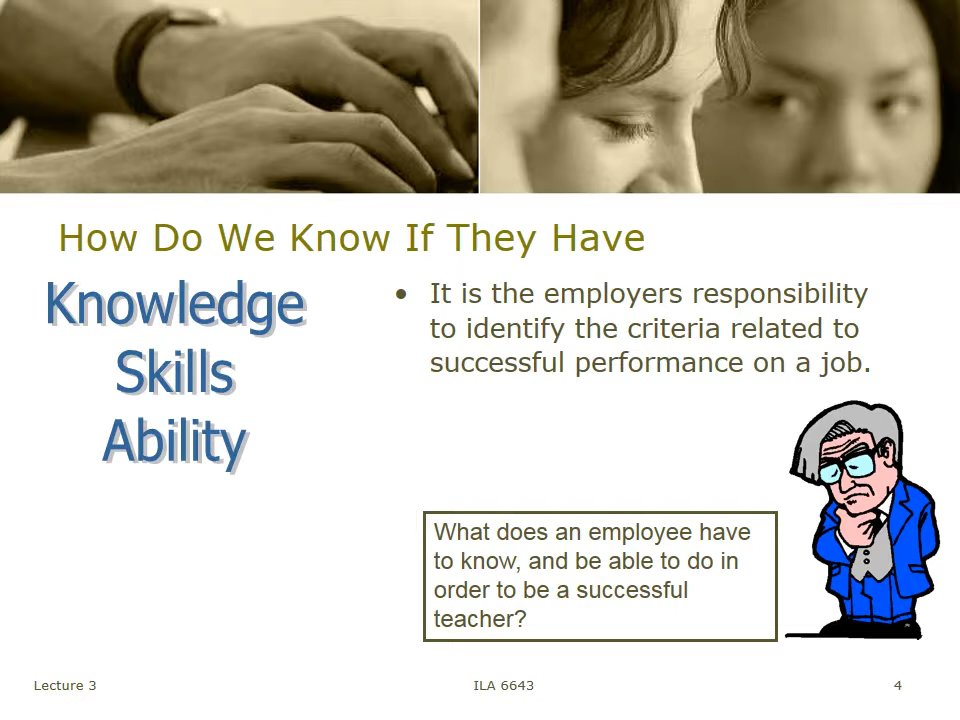 How Do We Know If They Have
Knowledge
Skills
Ability
• It is the employers responsibility
to identify the criteria related to
successful performance on a job.
What does an employee have
to know, and be able to do in
order to be a successful
teacher?
Lecture 3
ILA 6643
4